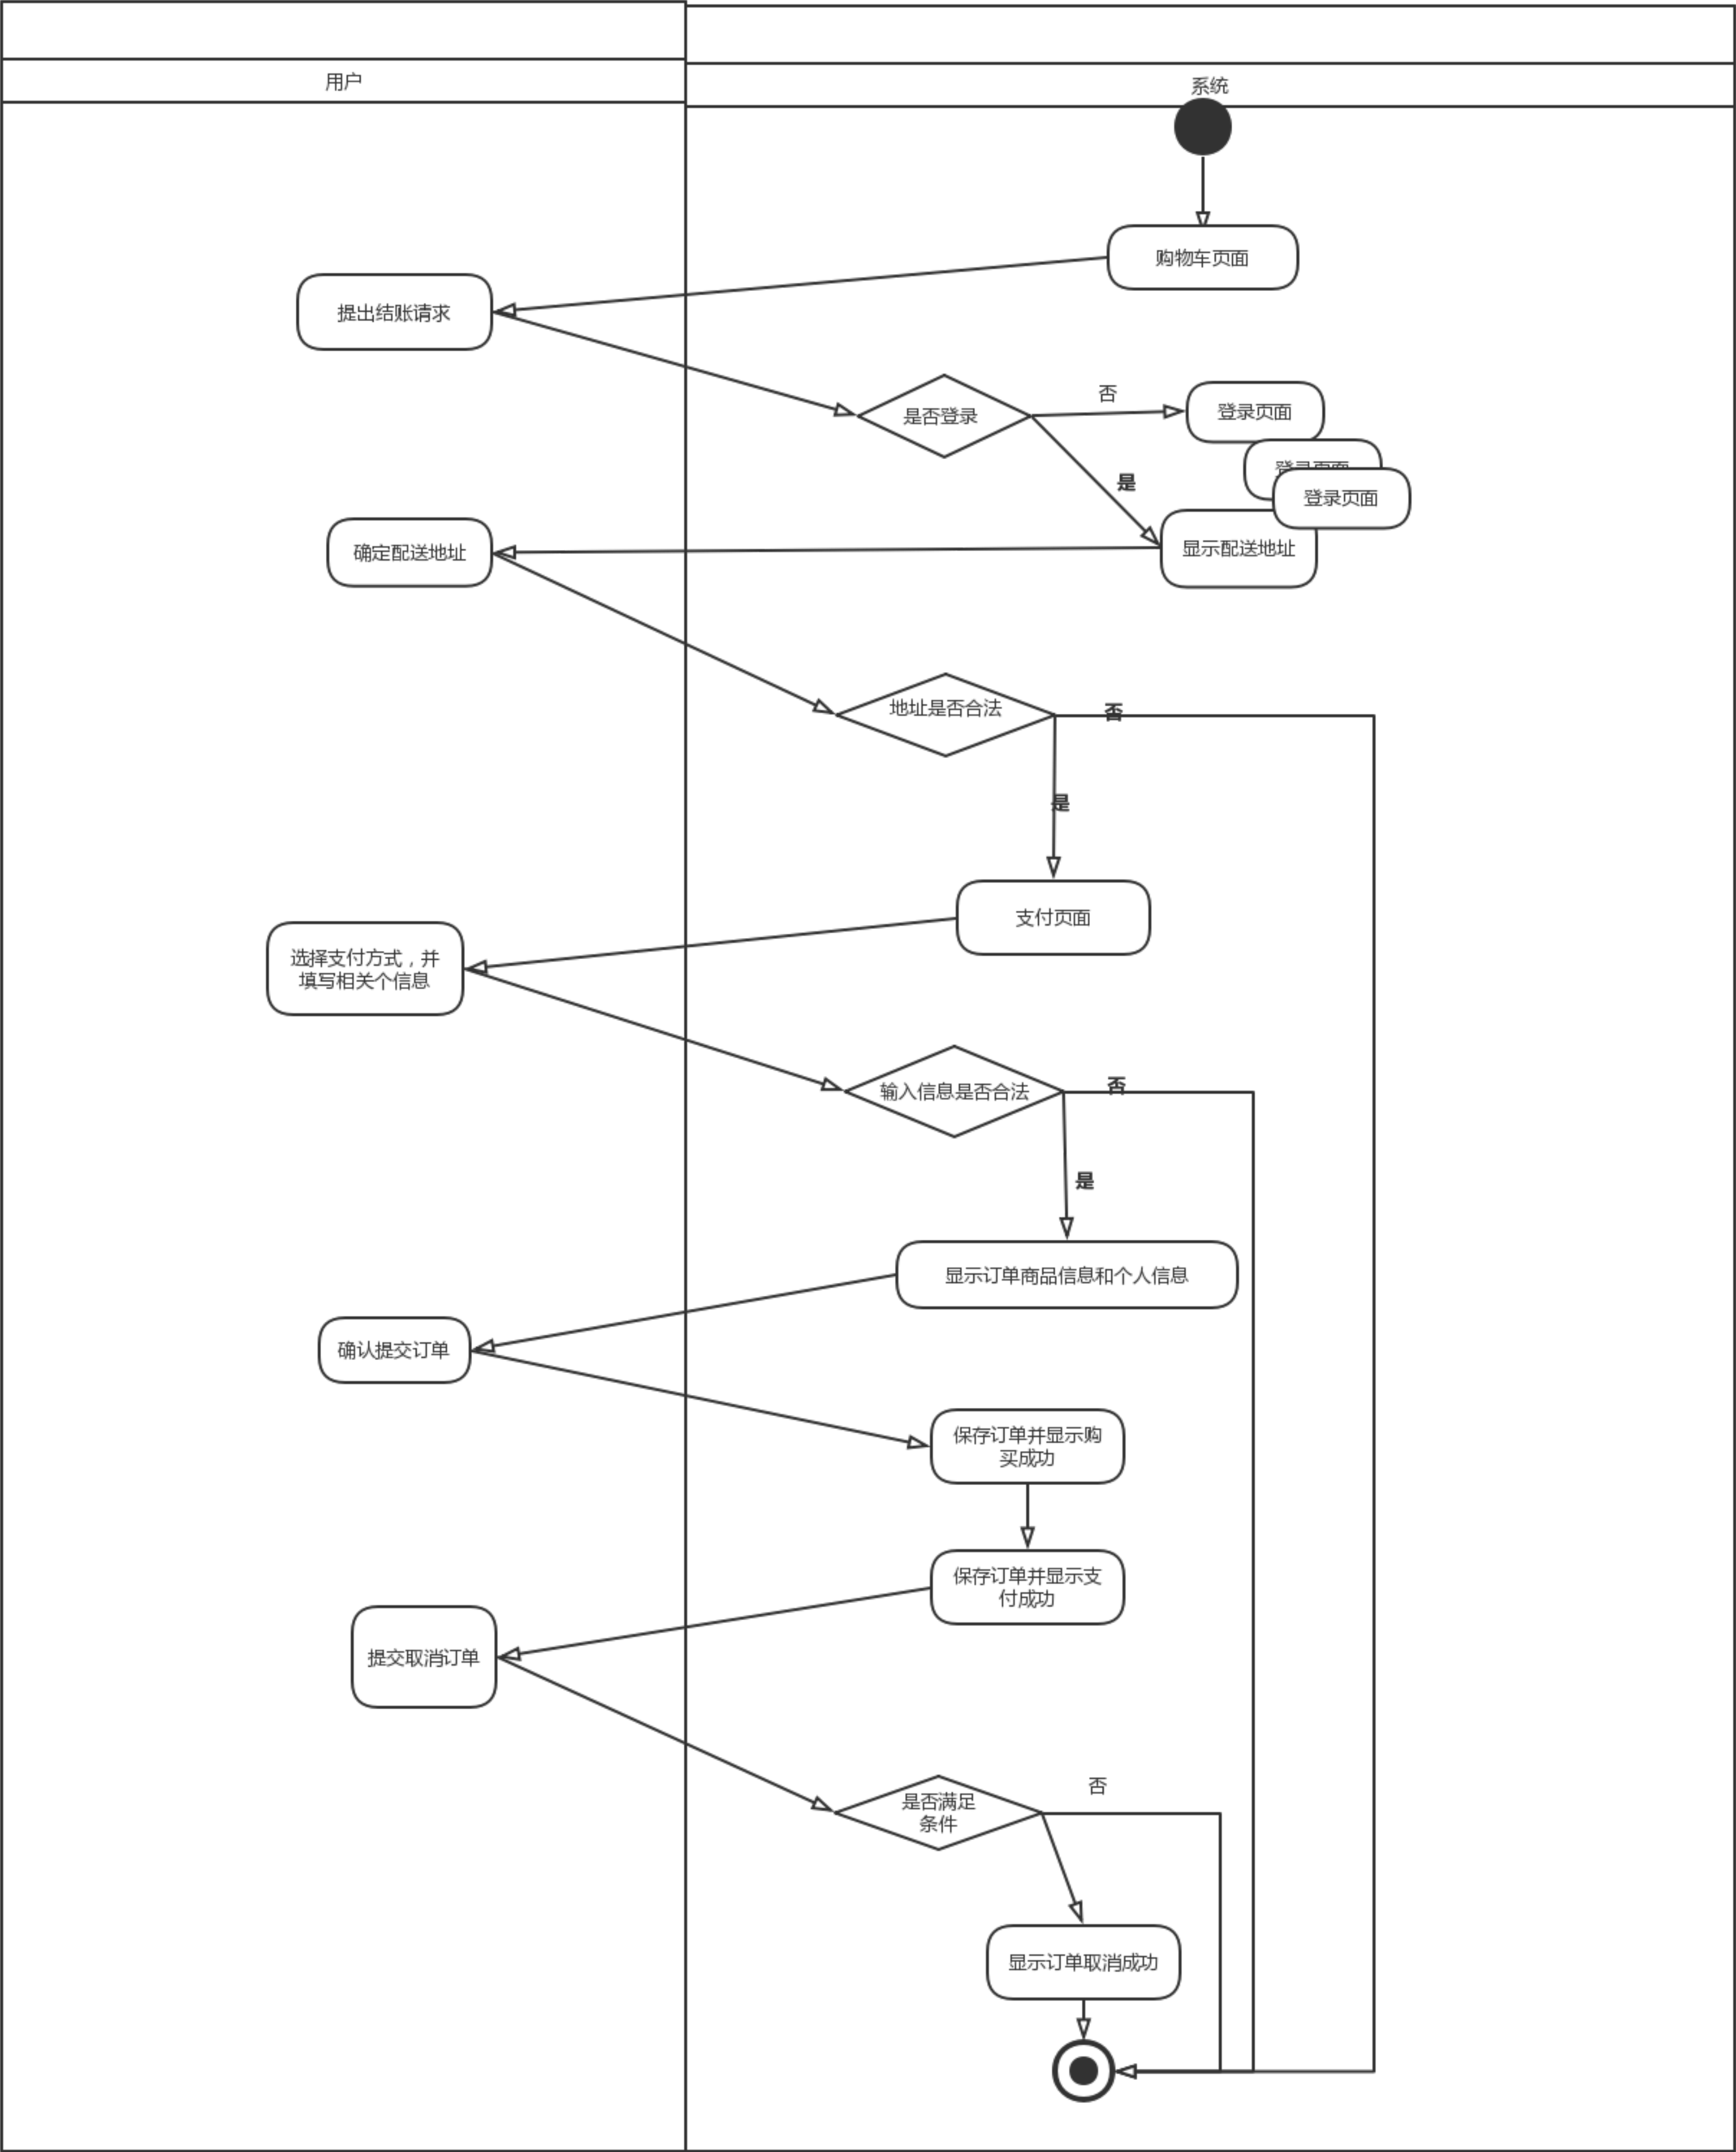 用户
系统
购物车页面
提出结账请求
是否登录
否
登录页面
登录页面
登录页面
是
确定配送地址
显示配送地址
地址是否合法
否
是
支付页面
选择支付方式，并
填写相关个信息
输入信息是否合法
否
是
显示订单商品信息和个人信息
确认提交订单
保存订单并显示购
买成功
保存订单并显示支
付成功
提交取消订单
否
是否满足
条件
显示订单取消成功